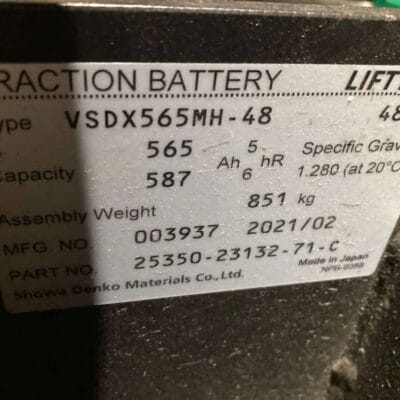 RACTION BATTERY LIFT
ype VSDX565MH-48 48
Capacity 565 Ah 5 hR Specific Grav
587 6 1.280 (at 20°C
Assembly Weight 851 kg
MFG. NO. 003937 2021/02
PART NO. 25350-23132-71-C Made in Japan
Showa Denko Materials Co., Ltd. NPB-908B